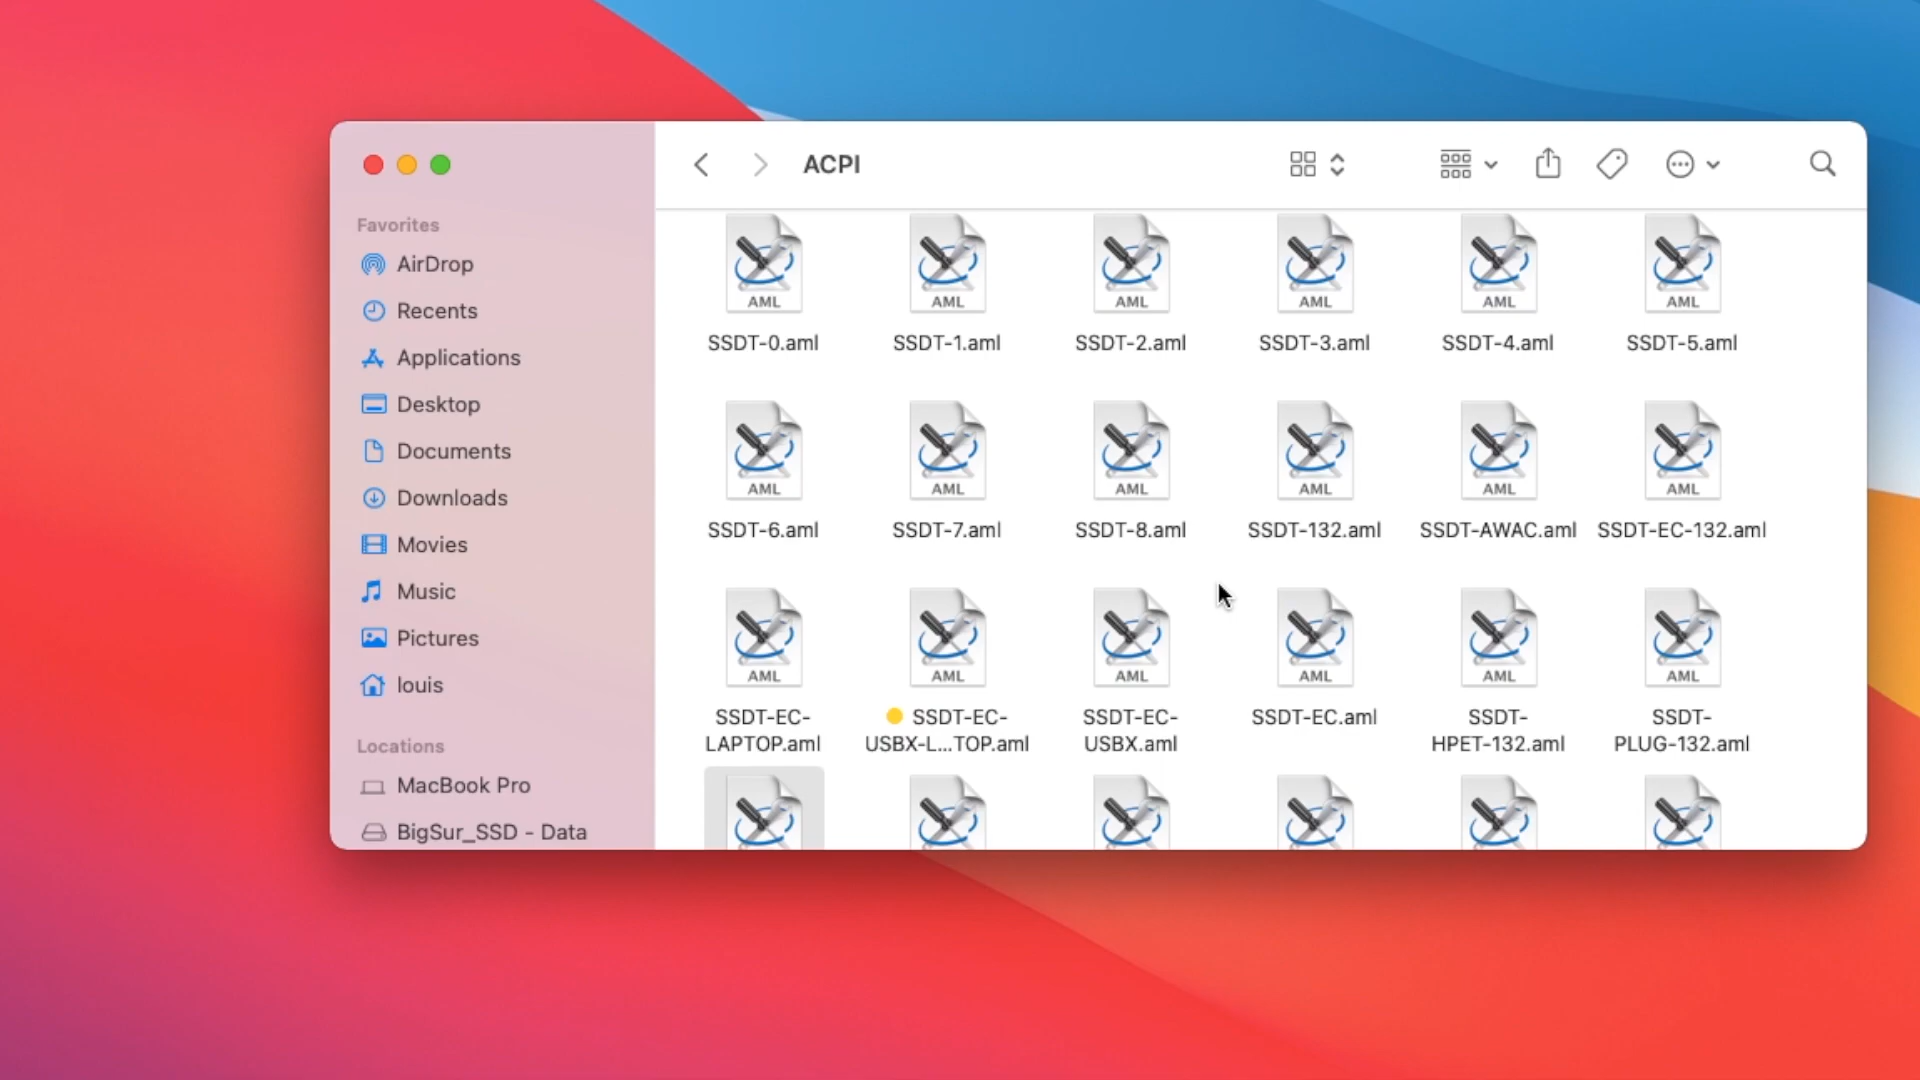 ACPI
Favorites
AirDrop
Recents
Applications
Desktop
Documents
Downloads
Movies
Music
Pictures
louis
Locations
MacBook Pro
BigSur_SSD - Data
AML AML AML AML AML AML
SSDT-0.aml SSDT-1.aml SSDT-2.aml SSDT-3.aml SSDT-4.aml SSDT-5.aml
AML AML AML AML AML AML
SSDT-6.aml SSDT-7.aml SSDT-8.aml SSDT-132.aml SSDT-AWAC.aml SSDT-EC-132.aml
AML AML AML AML AML AML
SSDT-EC- SSDT-EC- SSDT-EC- SSDT-EC.aml SSDT- SSDT-
LAPTOP.aml USBX-L...TOP.aml USBX.aml HPET-132.aml PLUG-132.aml